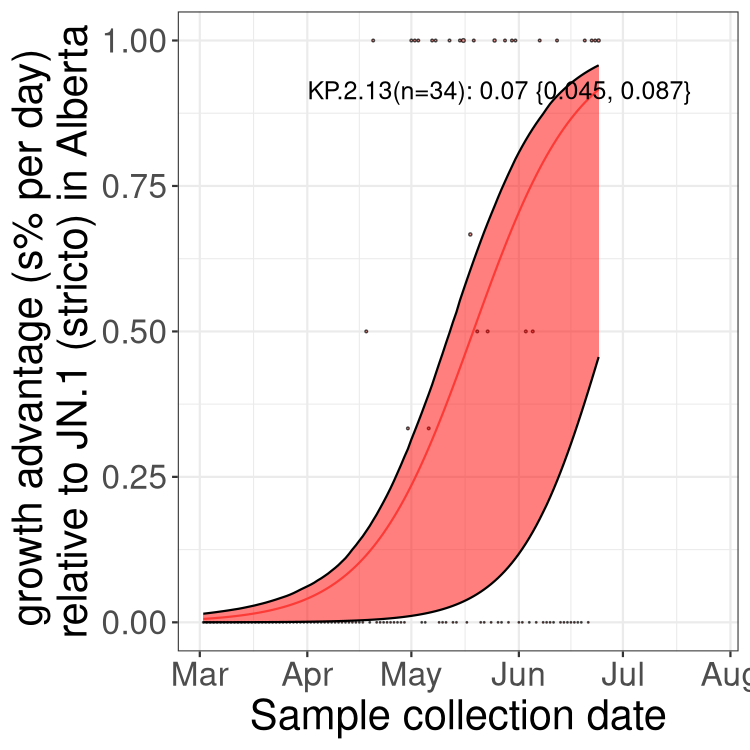 growth advantage (s% per day)
relative to JN.1 (stricto) in Alberta
1.00
0.75
0.50
0.25
0.00
KP.2.13(n=34): 0.07 {0.045, 0.087}
Mar Apr May Jun Jul Aug
Sample collection date